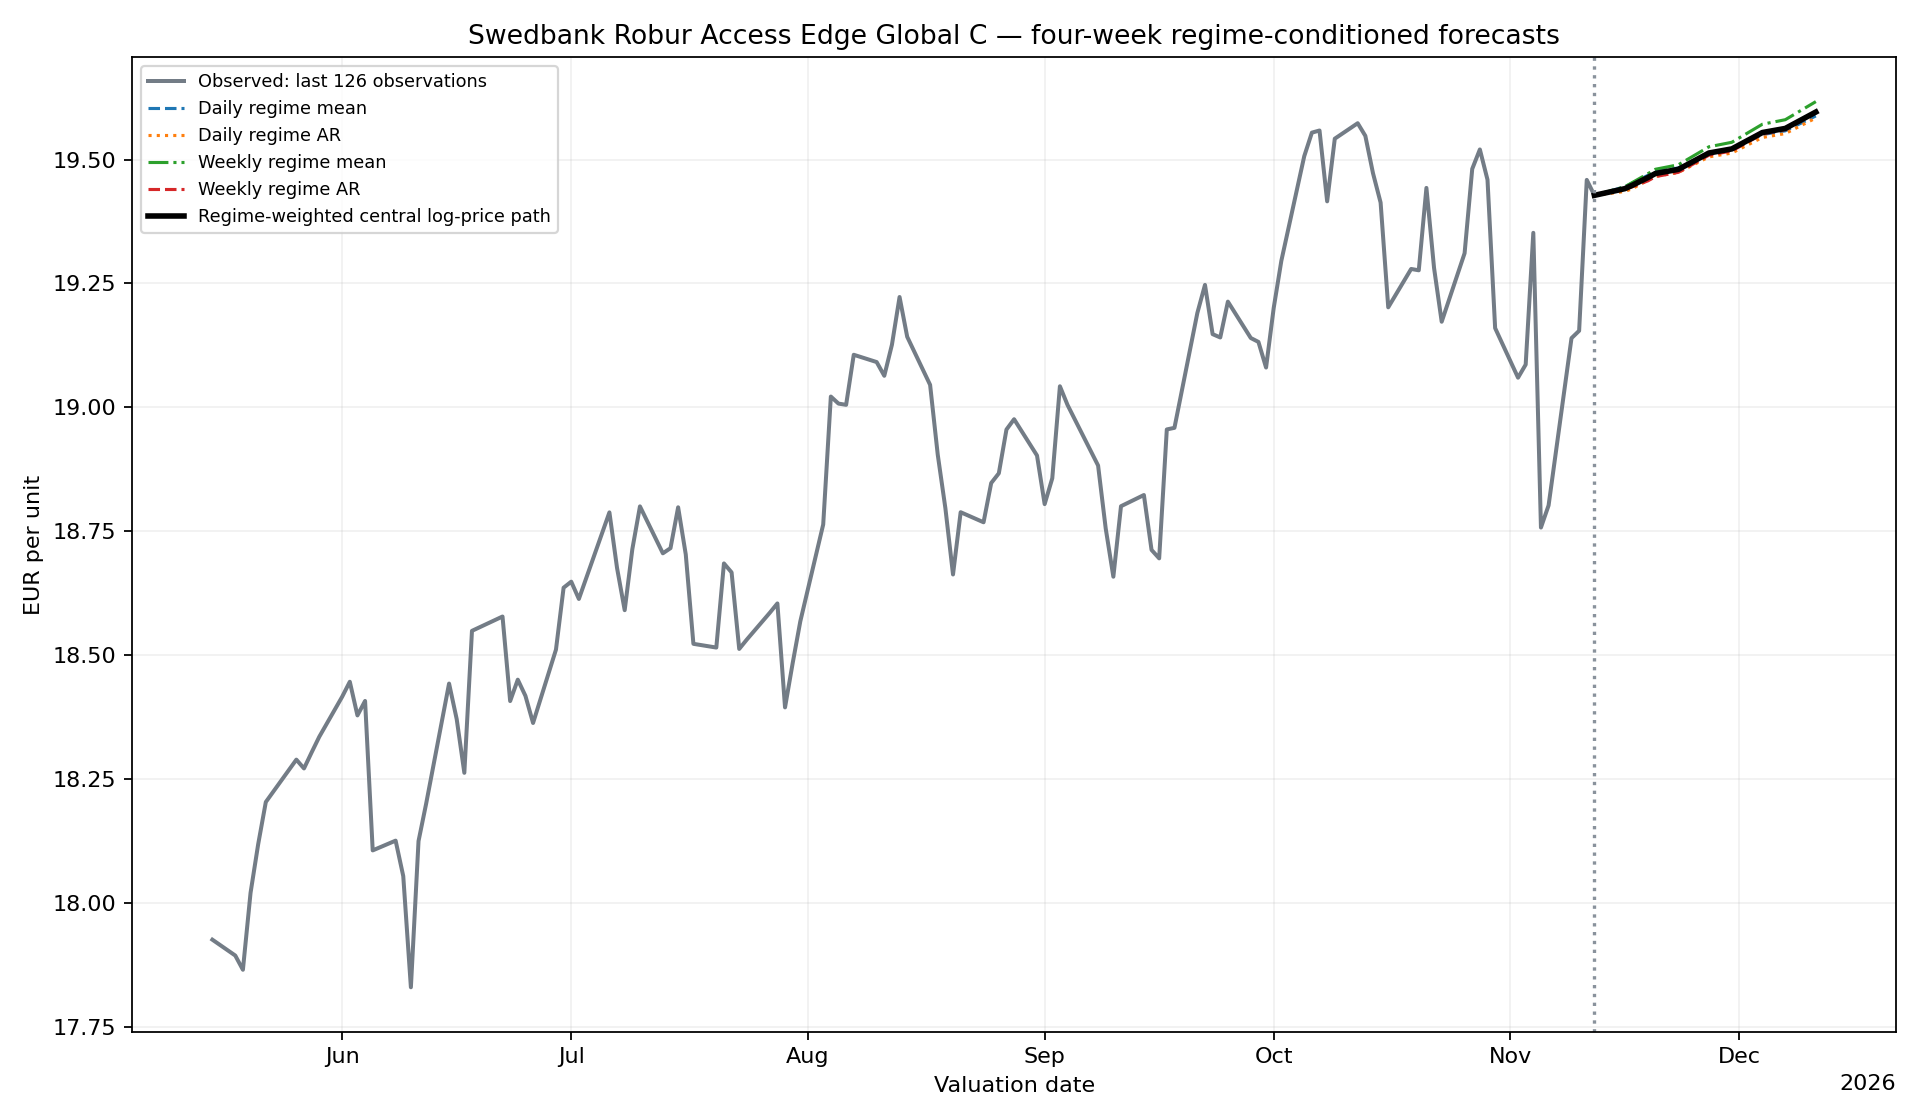 Swedbank Robur Access Edge Global C — four-week regime-conditioned forecasts
Observed: last 126 observations
Daily regime mean
Daily regime AR
Weekly regime mean
Weekly regime AR
Regime-weighted central log-price path
EUR per unit
19.50
19.25
19.00
18.75
18.50
18.25
18.00
17.75
Jun Jul Aug Sep Oct Nov Dec
Valuation date
2026